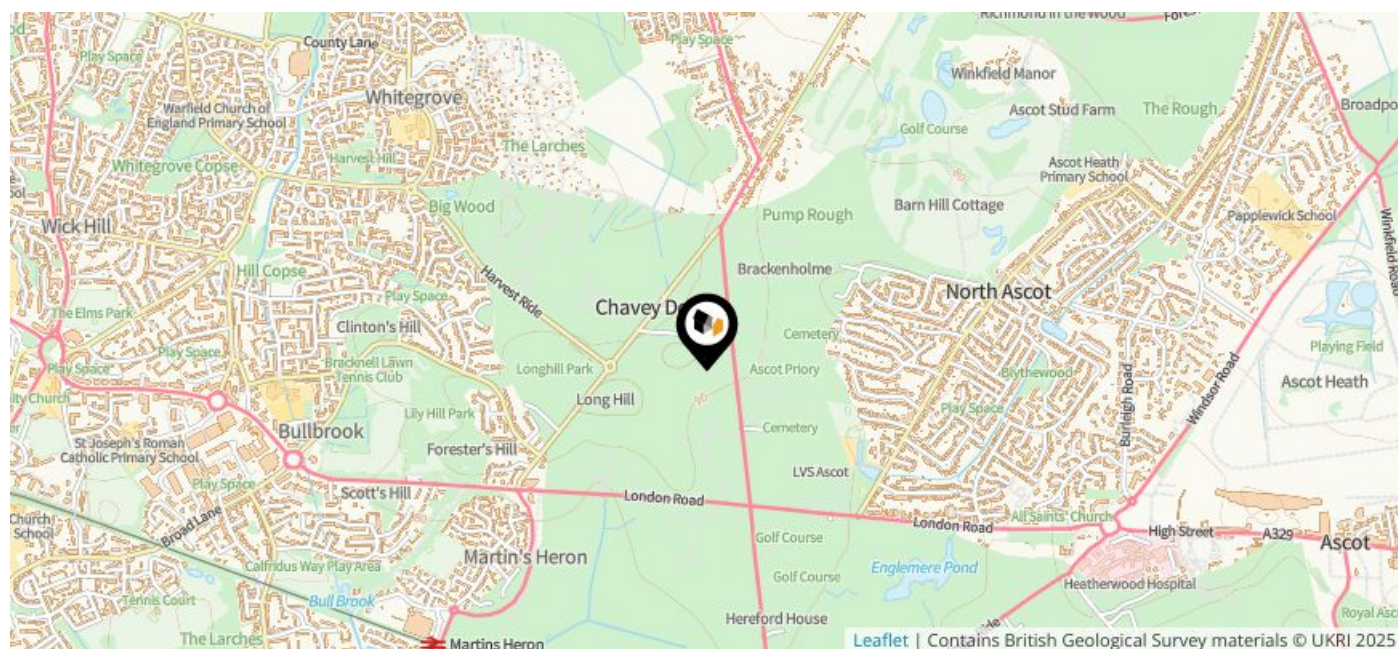 Richmond in the Wood
Play Space
County Lane
Play Space
Winkfield Manor
Whitegrove
Warfield Church of
England Primary School
Ascot Stud Farm
The Rough
Golf Course
The Larches
Harvest Hill
Whitegrove Copse
Ascot Heath
Primary School
Big Wood
Pump Rough
Barn Hill Cottage
Papplewick School
Wick Hill
Winkfield Road
Hill Copse
Brackenholme
Harvest Ride
North Ascot
Play Space
The Elms Park
Clinton's Hill
Cemetery
Playing Field
Play Space
Play Space
Bracknell Lawn
Tennis Club
Longhill Park
Ascot Priory
Blythewood
Windsor Road
Ascot Heath
90
Long Hill
Burleigh Road
Play Space
Lily Hill Park
Cemetery
Bullbrook
St Joseph's Roman
Catholic Primary School
Forester's Hill
LVS Ascot
Play Space
Scott's Hill
London Road
London Road
All Saints' Church
Church
School
Broad Lane
High Street
A329
Ascot
Golf Course
Martin's Heron
Calfridus Way Play Area
Englemere Pond
Golf Course
Heatherwood Hospital
Tennis Court
Bull Brook
Hereford House
The Larches
Martins Heron
Leaflet | Contains British Geological Survey materials © UKRI 2025